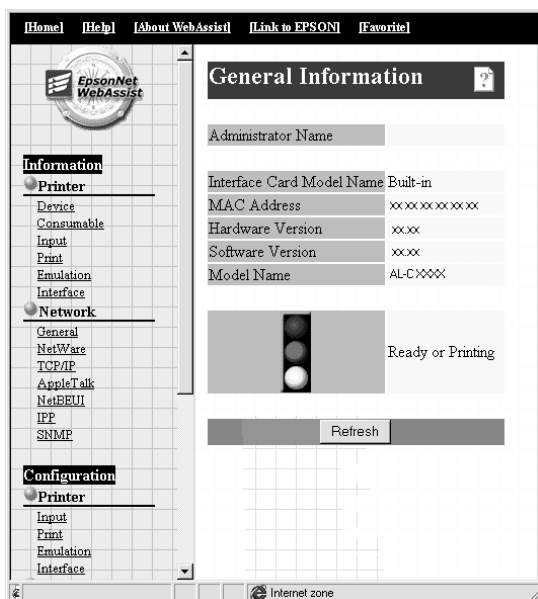 [Home] [Help] [About WebAssist] [Link to EPSON] [Favorite]
EpsonNet
WebAssist
Information
Printer
Device
Consumable
Input
Print
Emulation
Interface
Network
General
NetWare
TCP/IP
AppleTalk
NetBEUI
IPP
SNMP
Configuration
Printer
Input
Print
Emulation
Interface
General Information ?
Administrator Name
Interface Card Model Name Built-in
MAC Address xx xx xx xx xx xx
Hardware Version xx.xx
Software Version xx.xx
Model Name AL-CXXXX
Ready or Printing
Refresh
Internet zone